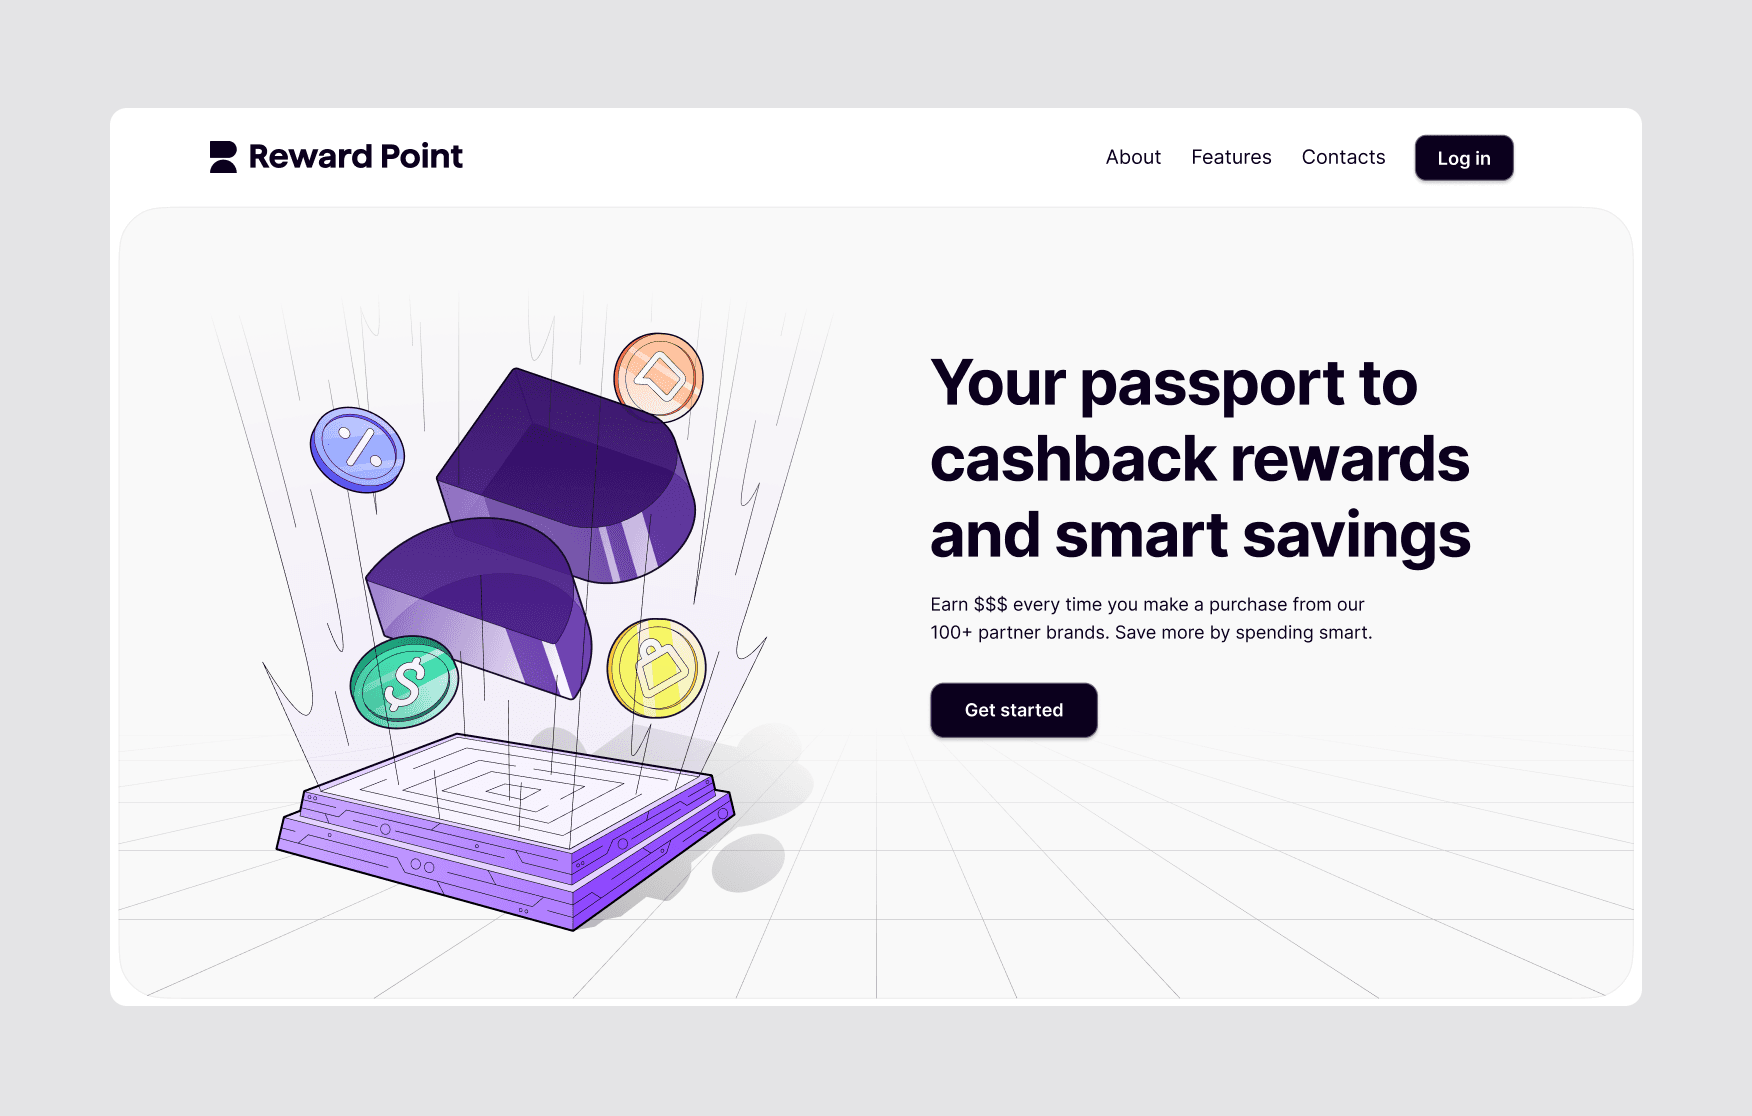 Reward Point
About
Features
Contacts
Log in
Your passport to
cashback rewards
and smart savings
Earn $$$ every time you make a purchase from our
100+ partner brands. Save more by spending smart.
Get started
%
$